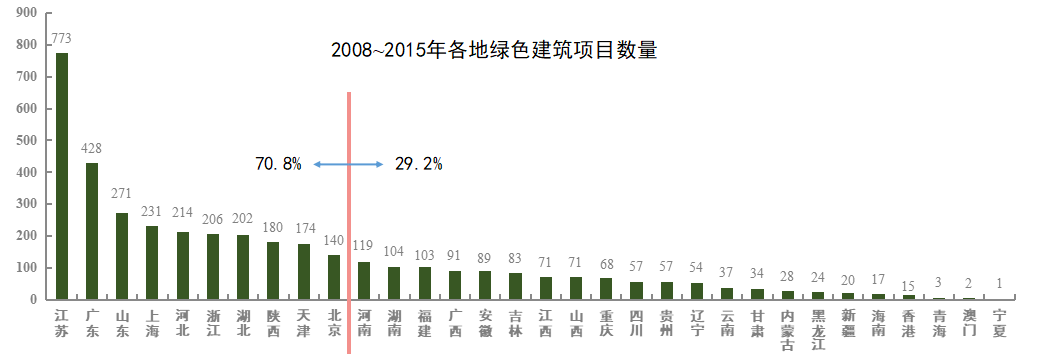 2008~2015年各地绿色建筑项目数量
900
800
700
600
500
400
300
200
100
0
70.8%
29.2%
773
428
271
231
214
206
202
180
174
140
119
104
103
91
89
83
71
71
68
57
57
54
37
34
28
24
20
17
15
3
2
1
江苏
广东
山东
上海
河北
浙江
湖北
陕西
天津
北京
河南
湖南
福建
广西
安徽
吉林
江西
山西
重庆
四川
贵州
辽宁
云南
甘肃
内蒙古
黑龙江
新疆
海南
香港
青海
澳门
宁夏